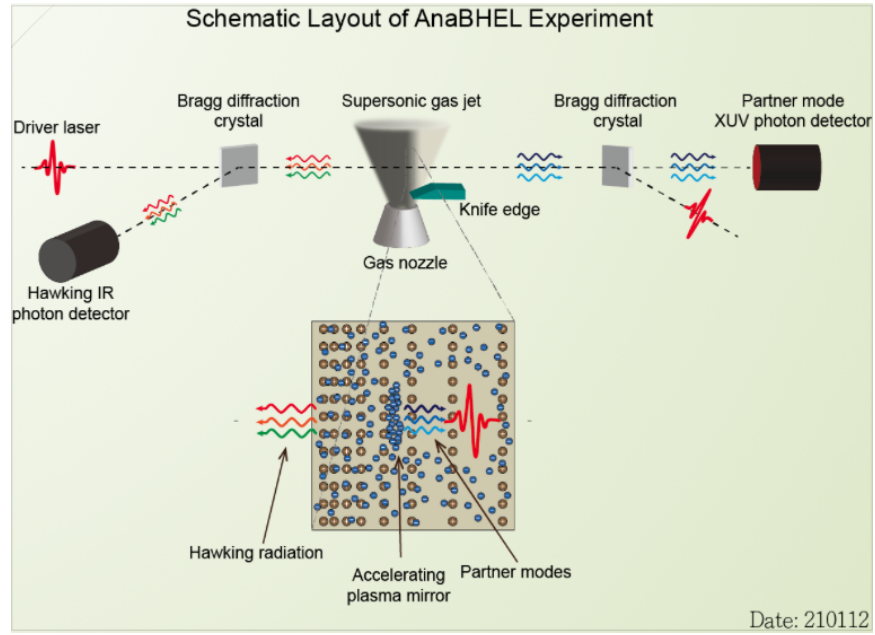 Schematic Layout of AnaBHEL Experiment
Driver laser
Bragg diffraction
crystal
Supersonic gas jet
Bragg diffraction
crystal
Partner mode
XUV photon detector
Knife edge
Gas nozzle
Hawking IR
photon detector
Hawking radiation
Accelerating
plasma mirror
Partner modes
Date: 210112